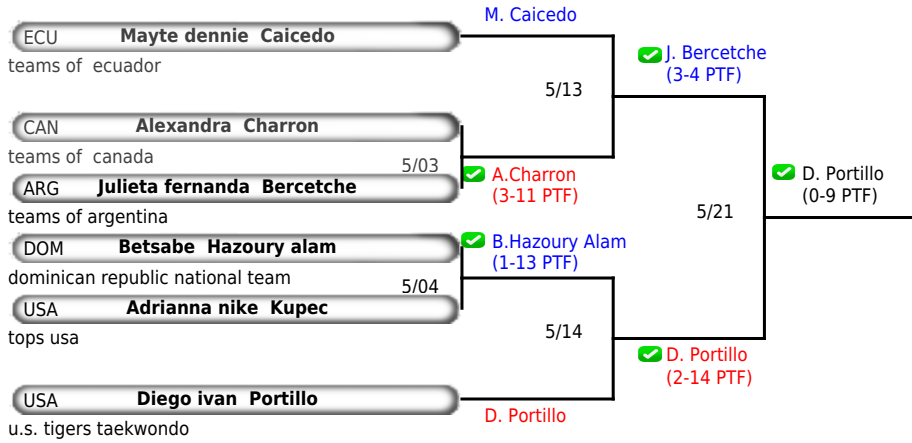 M. Caicedo
ECU Mayte dennie Caicedo
teams of ecuador
J. Bercetche
(3-4 PTF)
5/13
CAN Alexandra Charron
teams of canada
5/03
A.Charron
(3-11 PTF)
ARG Julieta fernanda Bercetche
teams of argentina
D. Portillo
(0-9 PTF)
5/21
DOM Betsabe Hazoury alam
dominican republic national team
B.Hazoury Alam
(1-13 PTF)
5/04
USA Adrianna nike Kupec
tops usa
5/14
D. Portillo
(2-14 PTF)
USA Diego ivan Portillo
u.s. tigers taekwondo
D. Portillo